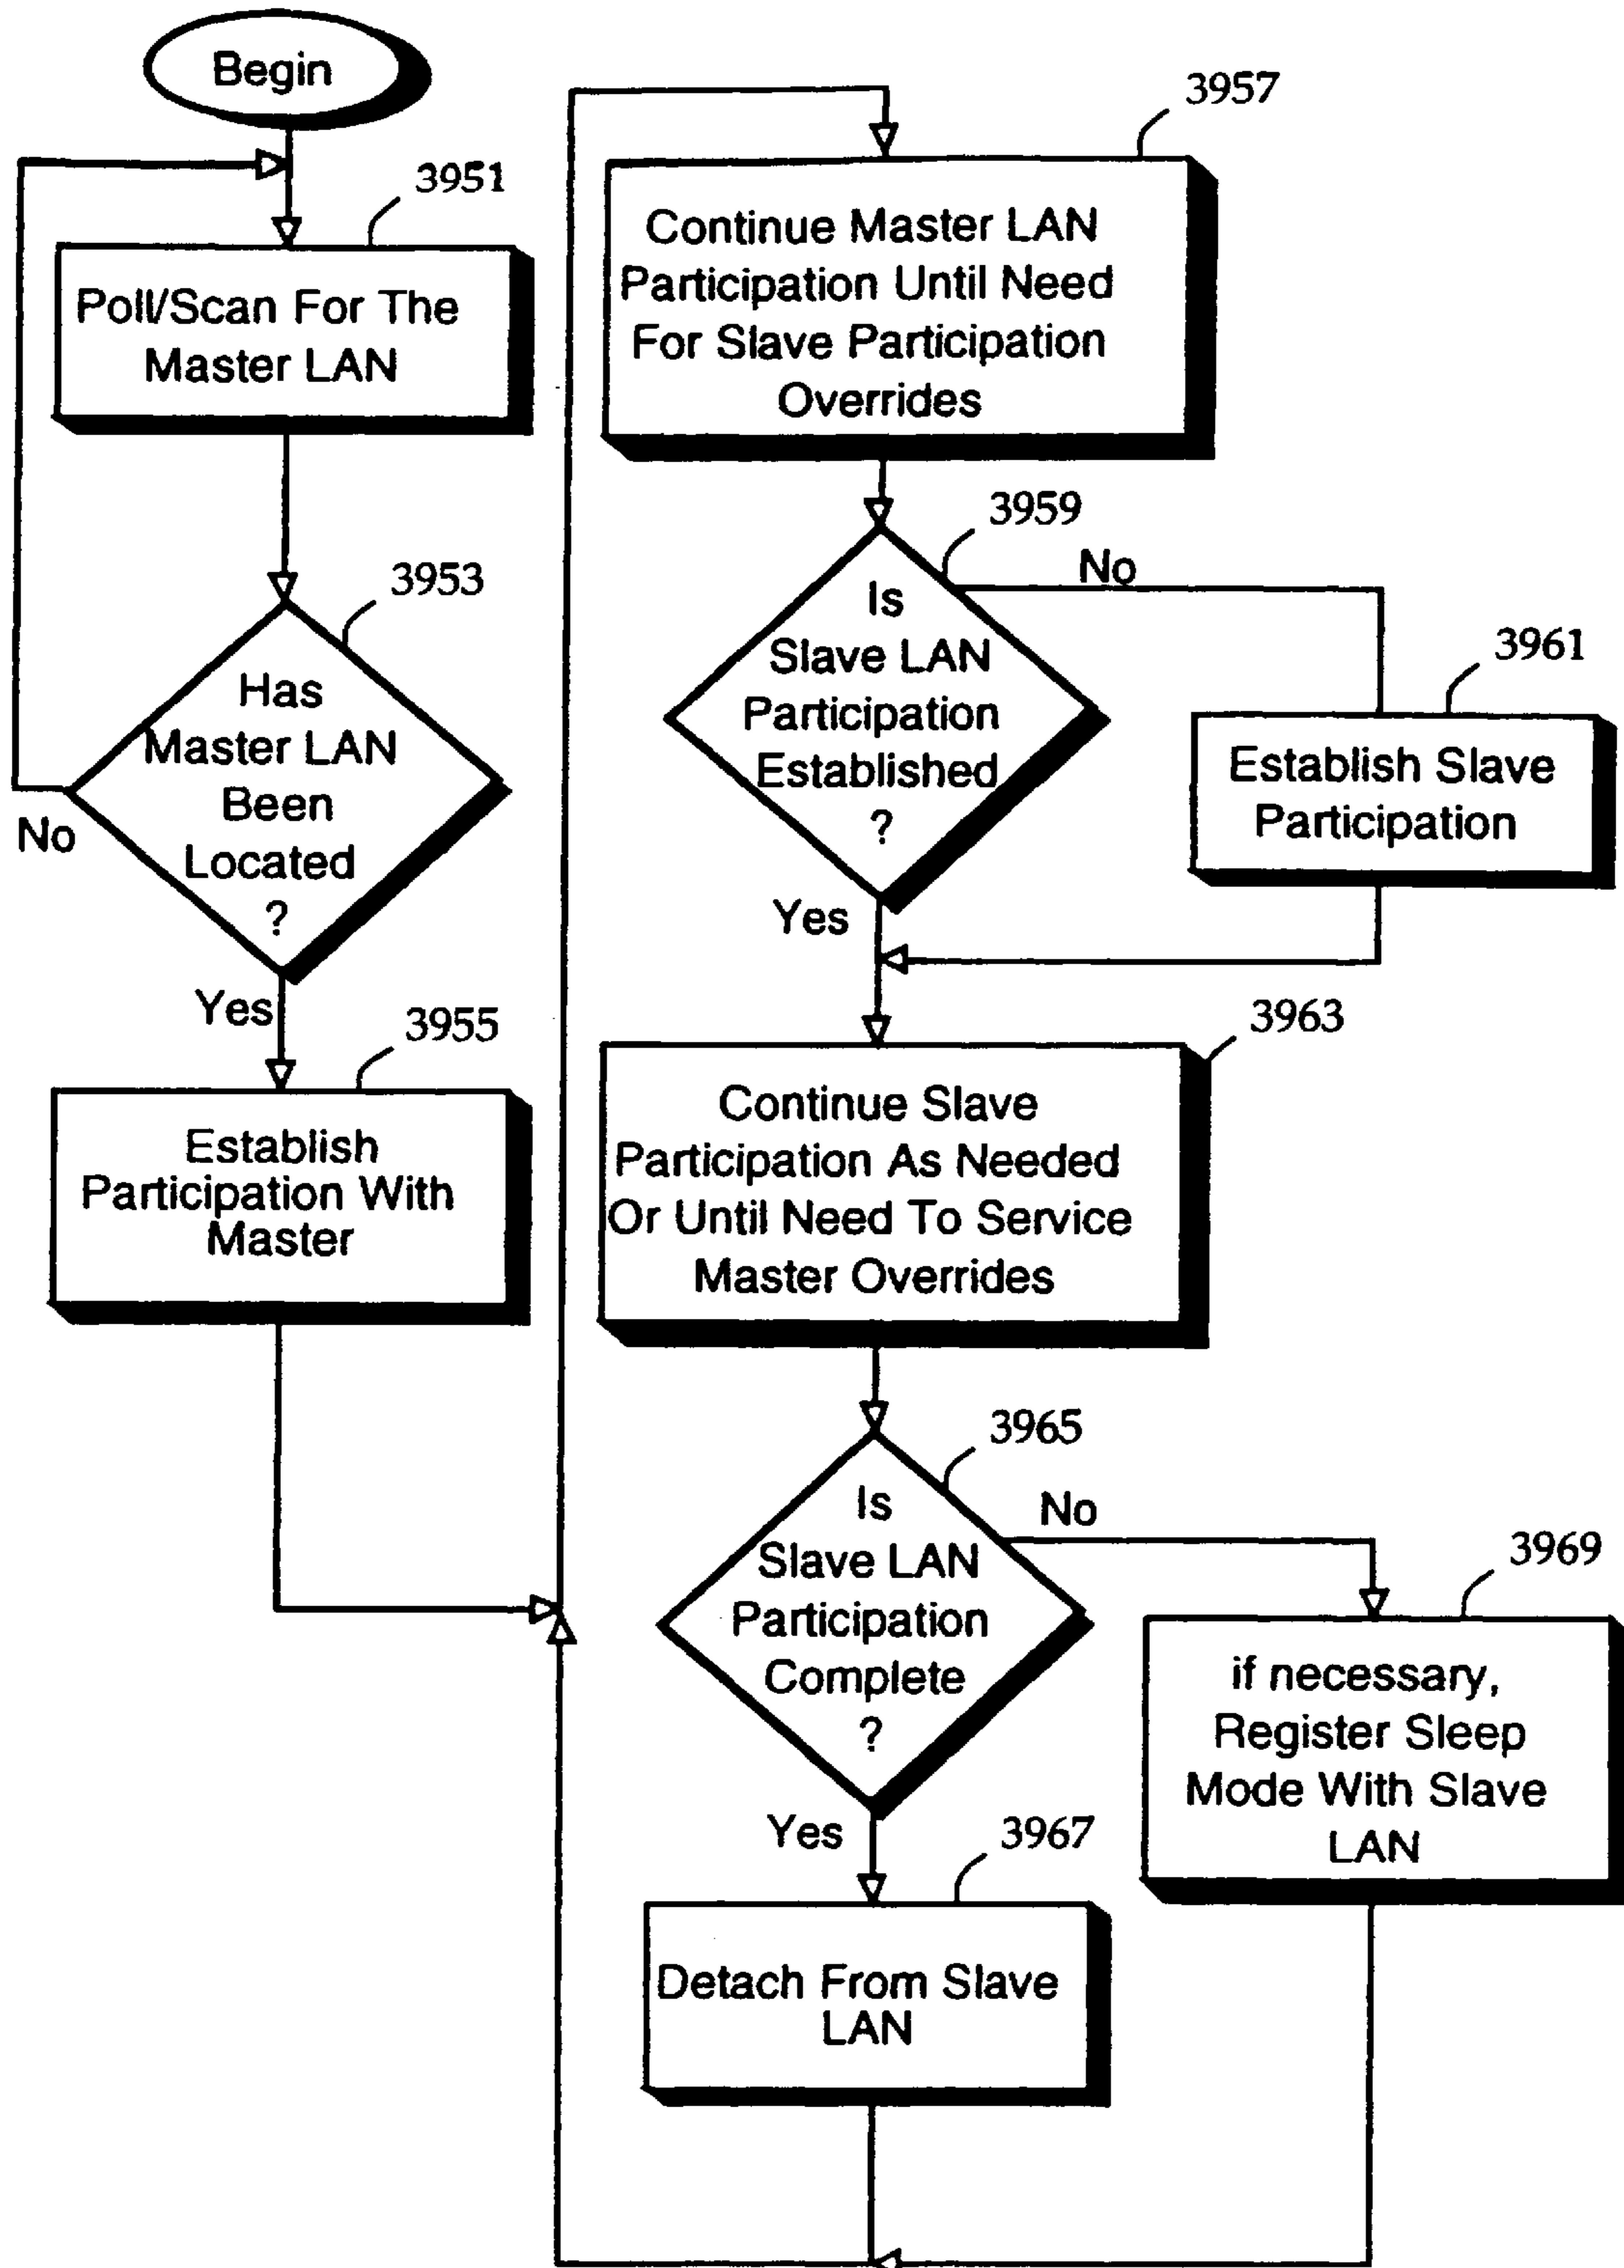 Begin
3951
Poll/Scan For The
Master LAN
3953
Has
Master LAN
Been
Located
?
No
Yes
3955
Establish
Participation With
Master
3957
Continue Master LAN
Participation Until Need
For Slave Participation
Overrides
3959
No
Is
Slave LAN
Participation
Established
?
Yes
3961
Establish Slave
Participation
3963
Continue Slave
Participation As Needed
Or Until Need To Service
Master Overrides
3965
No
Is
Slave LAN
Participation
Complete
?
Yes
3969
if necessary,
Register Sleep
Mode With Slave
LAN
3967
Detach From Slave
LAN